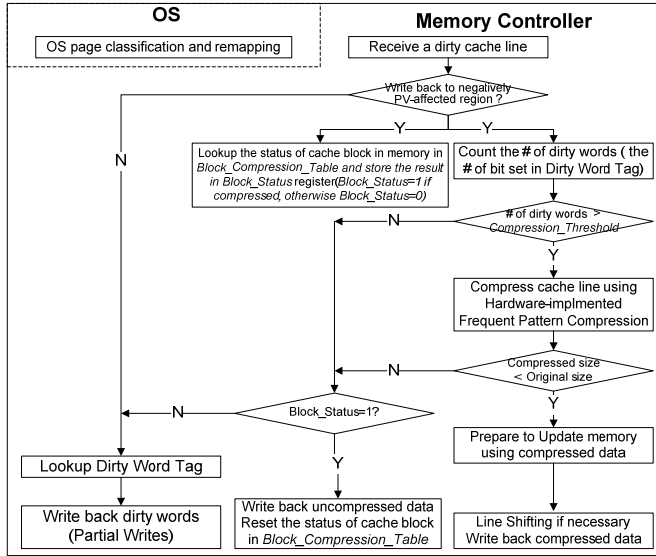 OS
Memory Controller
OS page classification and remapping
Receive a dirty cache line
Write back to negatively
PV-affected region ?
N
Y
Y
Lookup the status of cache block in memory in
Block_Compression_Table and store the result
in Block_Status register(Block_Status=1 if
compressed, otherwise Block_Status=0)
Count the # of dirty words ( the
# of bit set in Dirty Word Tag)
N
# of dirty words >
Compression_Threshold
Y
Compress cache line using
Hardware-implmented
Frequent Pattern Compression
N
Compressed size
< Original size
Y
N
Block_Status=1?
Y
Prepare to Update memory
using compressed data
Lookup Dirty Word Tag
Write back dirty words
(Partial Writes)
Write back uncompressed data
Reset the status of cache block
in Block_Compression_Table
Line Shifting if necessary
Write back compressed data